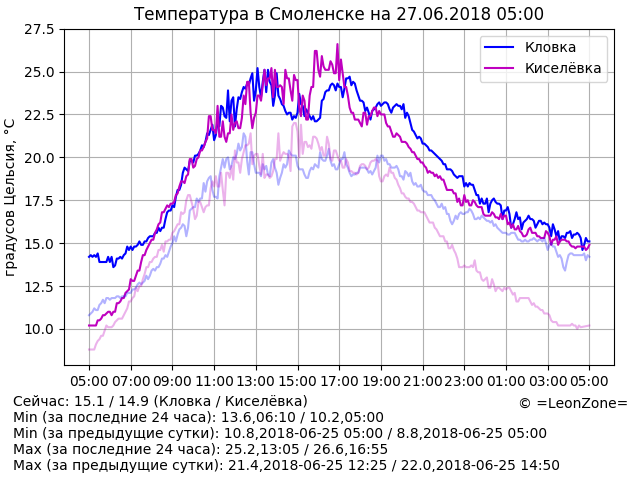 Температура в Смоленске на 27.06.2018 05:00
градусов Цельсия, °C
27.5
25.0
22.5
20.0
17.5
15.0
12.5
10.0
Кловка
Киселёвка
05:00 07:00 09:00 11:00 13:00 15:00 17:00 19:00 21:00 23:00 01:00 03:00 05:00
Сейчас: 15.1 / 14.9 (Кловка / Киселёвка)
© =LeonZone=
Min (за последние 24 часа): 13.6,06:10 / 10.2,05:00
Min (за предыдущие сутки): 10.8,2018-06-25 05:00 / 8.8,2018-06-25 05:00
Max (за последние 24 часа): 25.2,13:05 / 26.6,16:55
Max (за предыдущие сутки): 21.4,2018-06-25 12:25 / 22.0,2018-06-25 14:50